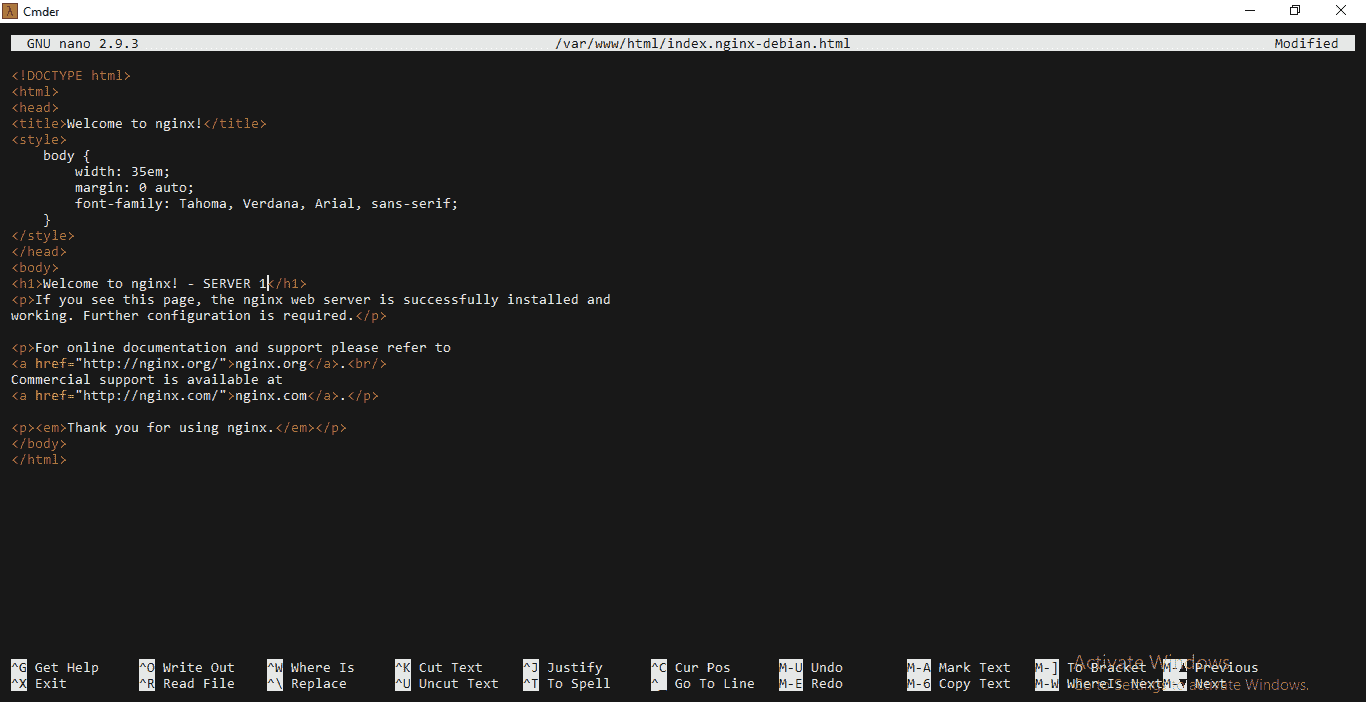 Cmder
GNU nano 2.9.3 /var/www/html/index.nginx-debian.html Modified
<!DOCTYPE html>
<html>
<head>
<title>Welcome to nginx!</title>
<style>
    body {
        width: 35em;
        margin: 0 auto;
        font-family: Tahoma, Verdana, Arial, sans-serif;
    }
</style>
</head>
<body>
<h1>Welcome to nginx! - SERVER 1</h1>
<p>If you see this page, the nginx web server is successfully installed and
working. Further configuration is required.</p>

<p>For online documentation and support please refer to
<a href="http://nginx.org/">nginx.org</a>.<br/>
Commercial support is available at
<a href="http://nginx.com/">nginx.com</a>.</p>

<p><em>Thank you for using nginx.</em></p>
</body>
</html>
^G Get Help ^O Write Out ^W Where Is ^K Cut Text ^J Justify ^C Cur Pos M-U Undo M-A Mark Text M-] To Bracket M-▲ Previous
^X Exit ^R Read File ^\ Replace ^U Uncut Text ^T To Spell ^_ Go To Line M-E Redo M-6 Copy Text M-W WhereIs Next M-▼ Next
Activate Windows
Go to Settings to activate Windows.